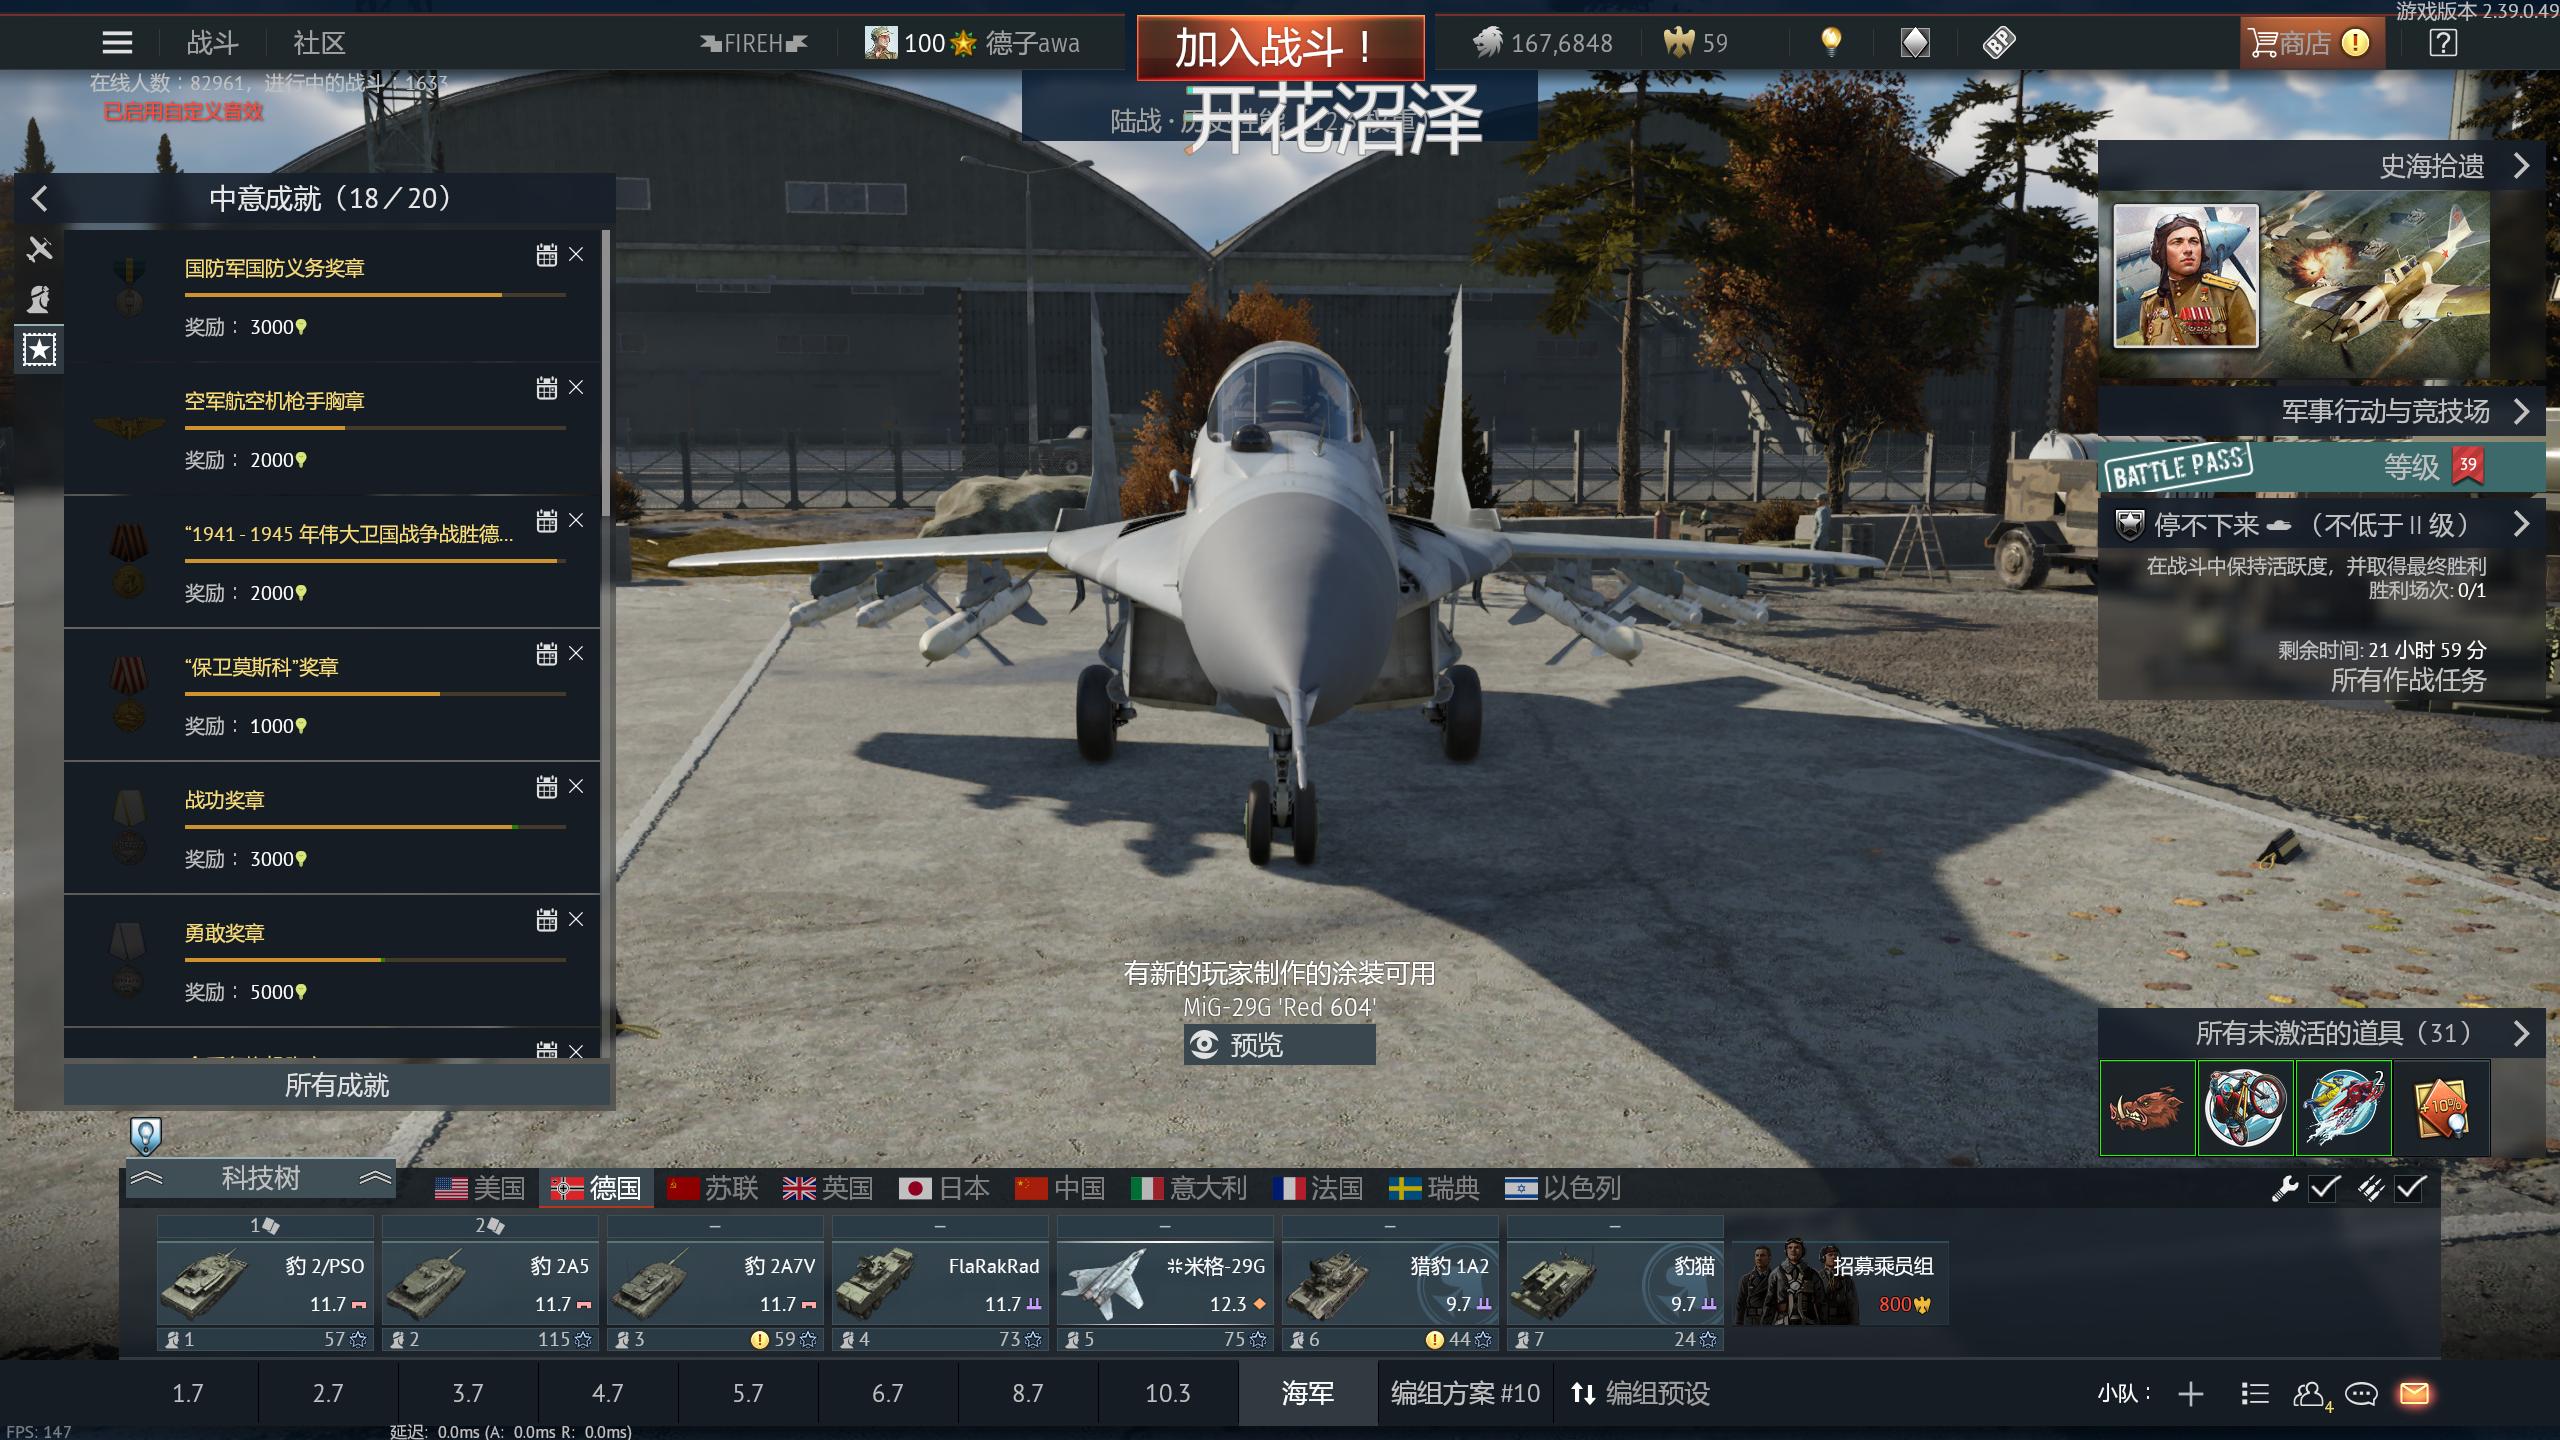 游戏版本 2.39.0.49
战斗
社区
FIREH
100 德子awa
加入战斗！
167,6848
59
商店
在线人数：82961，进行中的战斗：1633
已启用自定义音效
开花沼泽
陆战·
中意成就（18／20）
国防军国防义务奖章
奖励： 3000
空军航空机枪手胸章
奖励： 2000
“1941 - 1945 年伟大卫国战争战胜德...
奖励： 2000
“保卫莫斯科”奖章
奖励： 1000
战功奖章
奖励： 3000
勇敢奖章
奖励： 5000
所有成就
史海拾遗
军事行动与竞技场
BATTLE PASS
等级 39
停不下来（不低于 II 级）
在战斗中保持活跃度，并取得最终胜利
胜利场次: 0/1
剩余时间: 21 小时 59 分
所有作战任务
有新的玩家制作的涂装可用
MiG-29G 'Red 604'
预览
所有未激活的道具（31）
2
+10%
科技树
美国
德国
苏联
英国
日本
中国
意大利
法国
瑞典
以色列
1
2
–
–
–
–
–
豹 2/PSO
11.7
豹 2A5
11.7
豹 2A7V
11.7
FlaRakRad
11.7
米格-29G
12.3
猎豹 1A2
9.7
豹猫
9.7
招募乘员组
800
1 57
2 115
3 59
4 73
5 75
6 44
7 24
1.7
2.7
3.7
4.7
5.7
6.7
8.7
10.3
海军
编组方案 #10
编组预设
小队：
4
FPS: 147
延迟: 0.0ms (A: 0.0ms R: 0.0ms)